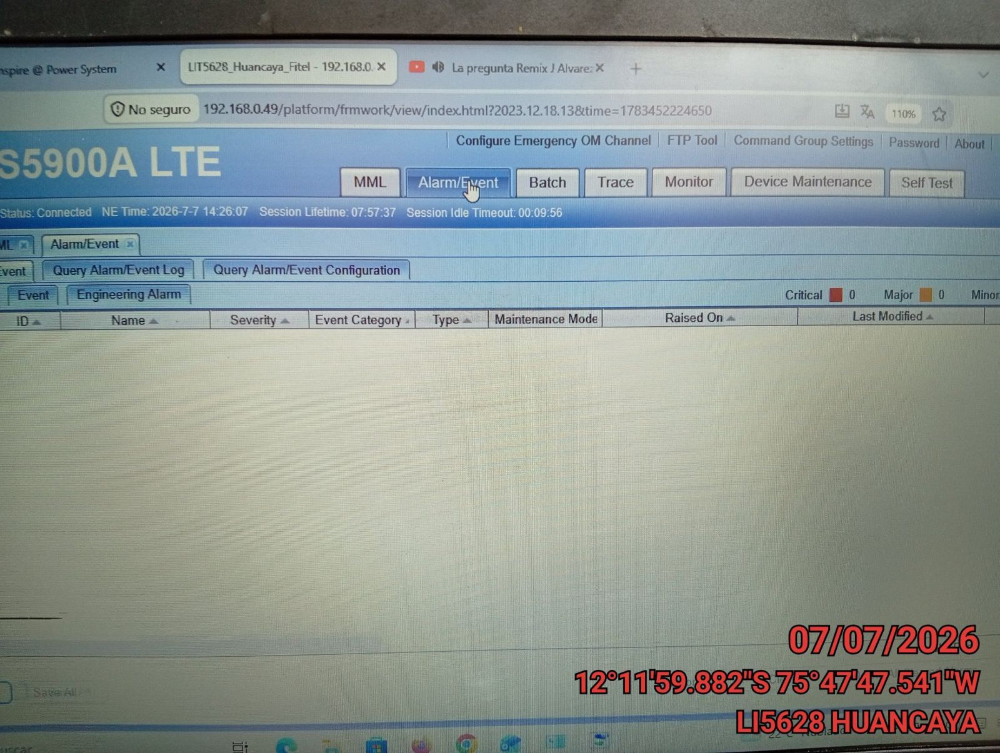 nspire @ Power System
LIT5628_Huancaya_Fitel - 192.168.0.
La pregunta Remix J Alvare
No seguro
192.168.0.49/platform/frmwork/view/index.html?2023.12.18.13&time=1783452224650
110%
Configure Emergency OM Channel
FTP Tool
Command Group Settings
Password
About
S5900A LTE
MML
Alarm/Event
Batch
Trace
Monitor
Device Maintenance
Self Test
Status: Connected NE Time: 2026-7-7 14:26:07 Session Lifetime: 07:57:37 Session Idle Timeout: 00:09:56
ML
Alarm/Event
Event
Query Alarm/Event Log
Query Alarm/Event Configuration
Event
Engineering Alarm
Critical 0 Major 0 Minor
ID
Name
Severity
Event Category
Type
Maintenance Mode
Raised On
Last Modified
Save All
07/07/2026
12°11'59.882"S 75°47'47.541"W
LI5628 HUANCAYA